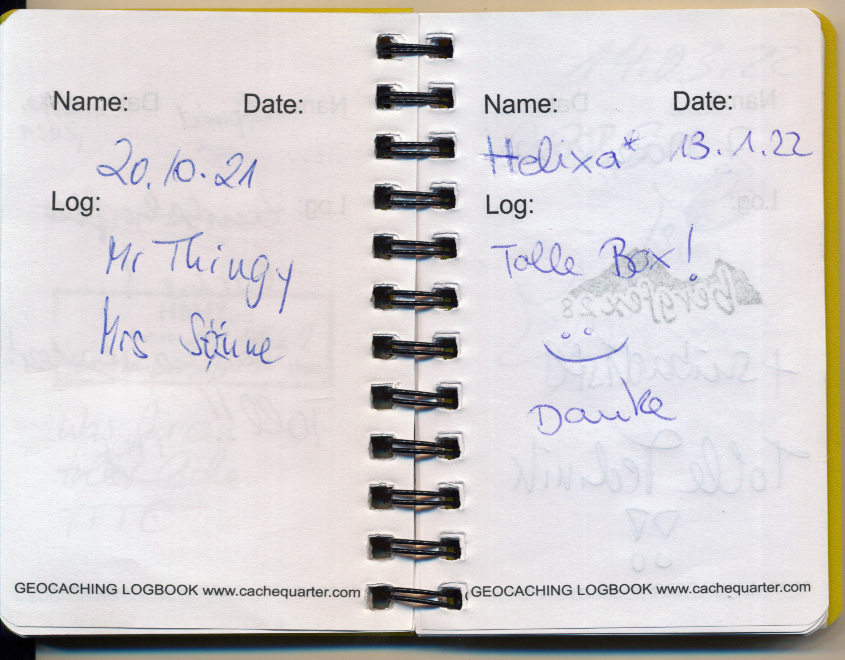 Name: Date:
20.10.21
Log:
Mr Thingy
Mrs
GEOCACHING LOGBOOK www.cachequarter.com
Name: Date:
Helixa* 13.1.22
Log:
Tolle Box!
Danke
GEOCACHING LOGBOOK www.cachequarter.com